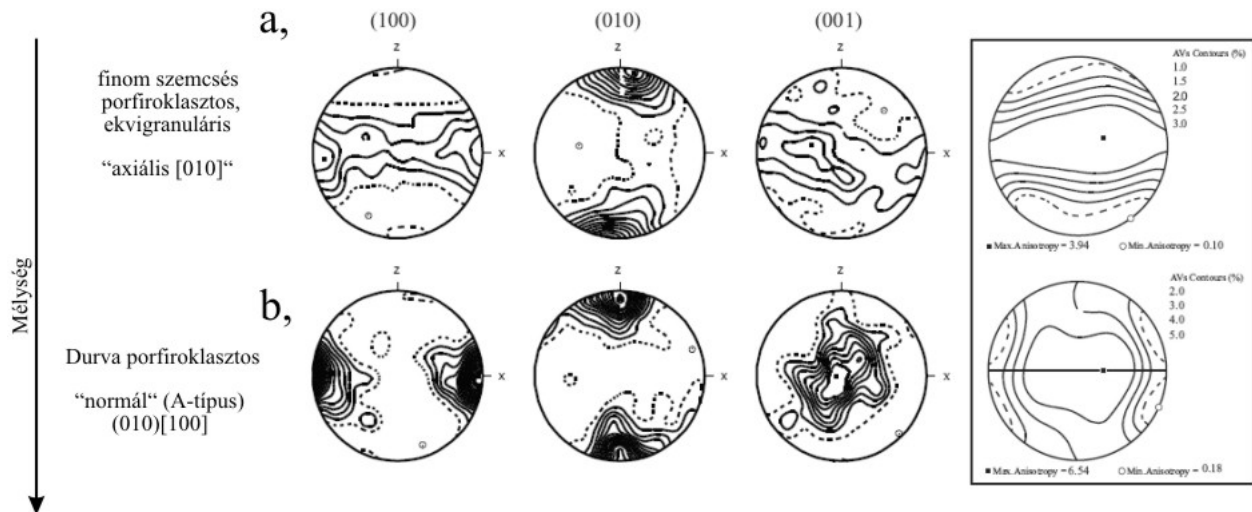 a,
(100)
(010)
(001)
z
z
z
x
x
x
finom szemcsés
porfiroklasztos,
ekvigranuláris
“axiális [010]“
AVs Contours (%)
1.0
1.5
2.0
2.5
3.0
Max.Anisotropy = 3.94
Min.Anisotropy = 0.10
Mélység
b,
z
z
z
x
x
x
Durva porfiroklasztos
“normál“ (A-típus)
(010)[100]
AVs Contours (%)
2.0
3.0
4.0
5.0
Max.Anisotropy = 6.54
Min.Anisotropy = 0.18